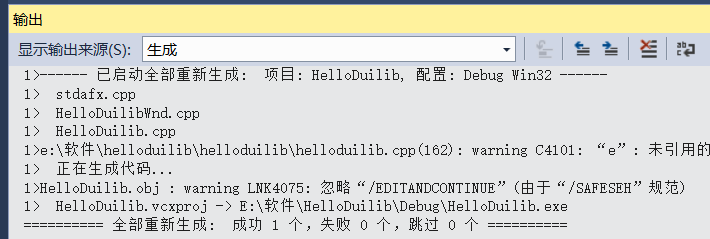 输出
显示输出来源(S): 生成
1>------ 已启动全部重新生成: 项目: HelloDuilib, 配置: Debug Win32 ------
1>  stdafx.cpp
1>  HelloDuilibWnd.cpp
1>  HelloDuilib.cpp
1>e:\软件\helloduilib\helloduilib\helloduilib.cpp(162): warning C4101: “e”: 未引用的
1>  正在生成代码...
1>HelloDuilib.obj : warning LNK4075: 忽略“/EDITANDCONTINUE”(由于“/SAFESEH”规范)
1>  HelloDuilib.vcxproj -> E:\软件\HelloDuilib\Debug\HelloDuilib.exe
========== 全部重新生成: 成功 1 个，失败 0 个，跳过 0 个 ==========